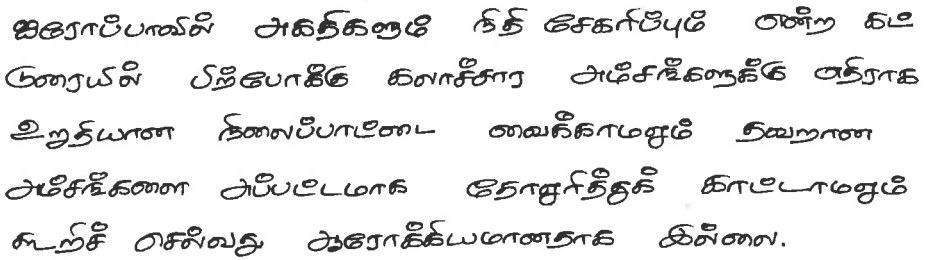 ஐரோப்பாவில் அகதிகளும் நிதி சேகரிப்பும் என்ற கட்
டுரையில் பிற்போக்கு கலாச்சார அம்சங்களுக்கு எதிராக
உறுதியான நிலைப்பாட்டை வைக்காமலும் தவறான
அம்சங்களை அப்பட்டமாக தோலுரித்துக் காட்டாமலும்
கூறிச் செல்வது ஆரோக்கியமானதாக இல்லை.